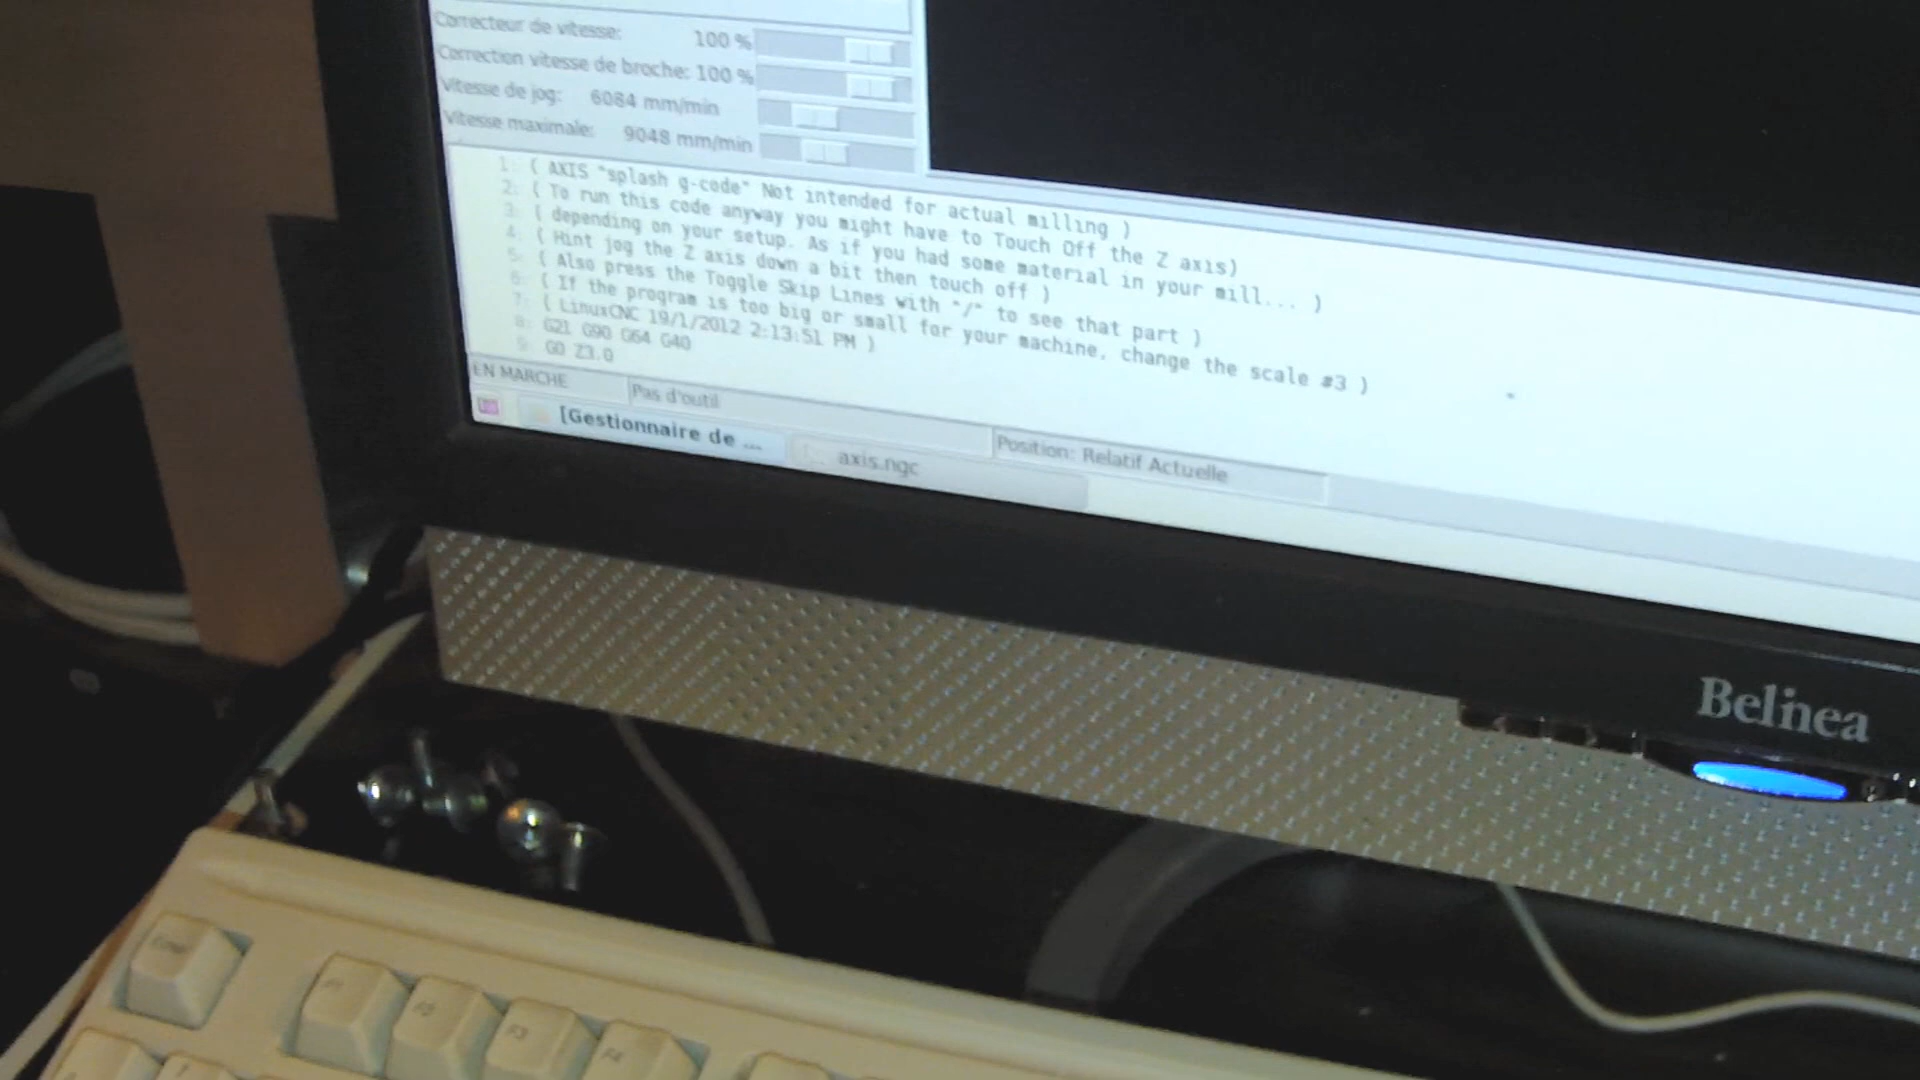 Correcteur de vitesse: 100 %
Correction vitesse de broche: 100 %
Vitesse de jog: 6084 mm/min
Vitesse maximale: 9048 mm/min
1: ( AXIS "splash g-code" Not intended for actual milling )
2: ( To run this code anyway you might have to Touch Off the Z axis)
3: ( depending on your setup. As if you had some material in your mill... )
4: ( Hint jog the Z axis down a bit then touch off )
5: ( Also press the Toggle Skip Lines with "/" to see that part )
6: ( If the program is too big or small for your machine, change the scale #3 )
7: ( LinuxCNC 19/1/2012 2:13:51 PM )
8: G21 G90 G64 G40
9: G0 Z3.0
EN MARCHE Pas d'outil Position: Relatif Actuelle
[Gestionnaire de ... axis.ngc
Belinea
F1 F2 F3 F4